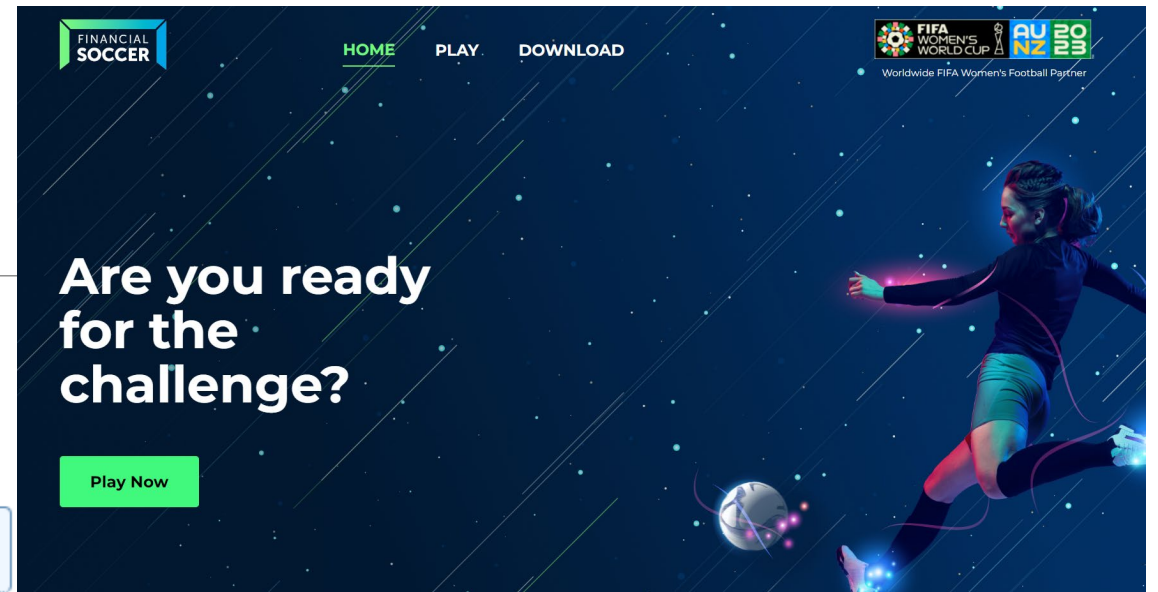 FINANCIAL
SOCCER
HOME PLAY DOWNLOAD
FIFA
WOMEN'S
WORLD CUP
AU 20
NZ 23
Worldwide FIFA Women's Football Partner
Are you ready
for the
challenge?
Play Now